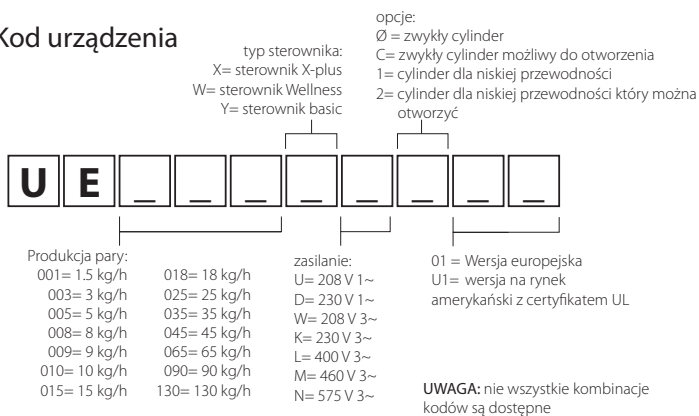 Kod urządzenia
typ sterownika:
X= sterownik X-plus
W= sterownik Wellness
Y= sterownik basic
opcje:
Ø = zwykły cylinder
C= zwykły cylinder możliwy do otworzenia
1= cylinder dla niskiej przewodności
2= cylinder dla niskiej przewodności który można
otworzyć
U E _ _ _ _ _ _ _ _
Produkcja pary:
001= 1.5 kg/h
003= 3 kg/h
005= 5 kg/h
008= 8 kg/h
009= 9 kg/h
010= 10 kg/h
015= 15 kg/h
018= 18 kg/h
025= 25 kg/h
035= 35 kg/h
045= 45 kg/h
065= 65 kg/h
090= 90 kg/h
130= 130 kg/h
zasilanie:
U= 208 V 1~
D= 230 V 1~
W= 208 V 3~
K= 230 V 3~
L= 400 V 3~
M= 460 V 3~
N= 575 V 3~
01 = Wersja europejska
U1= wersja na rynek
amerykański z certyfikatem UL
UWAGA: nie wszystkie kombinacje
kodów są dostępne